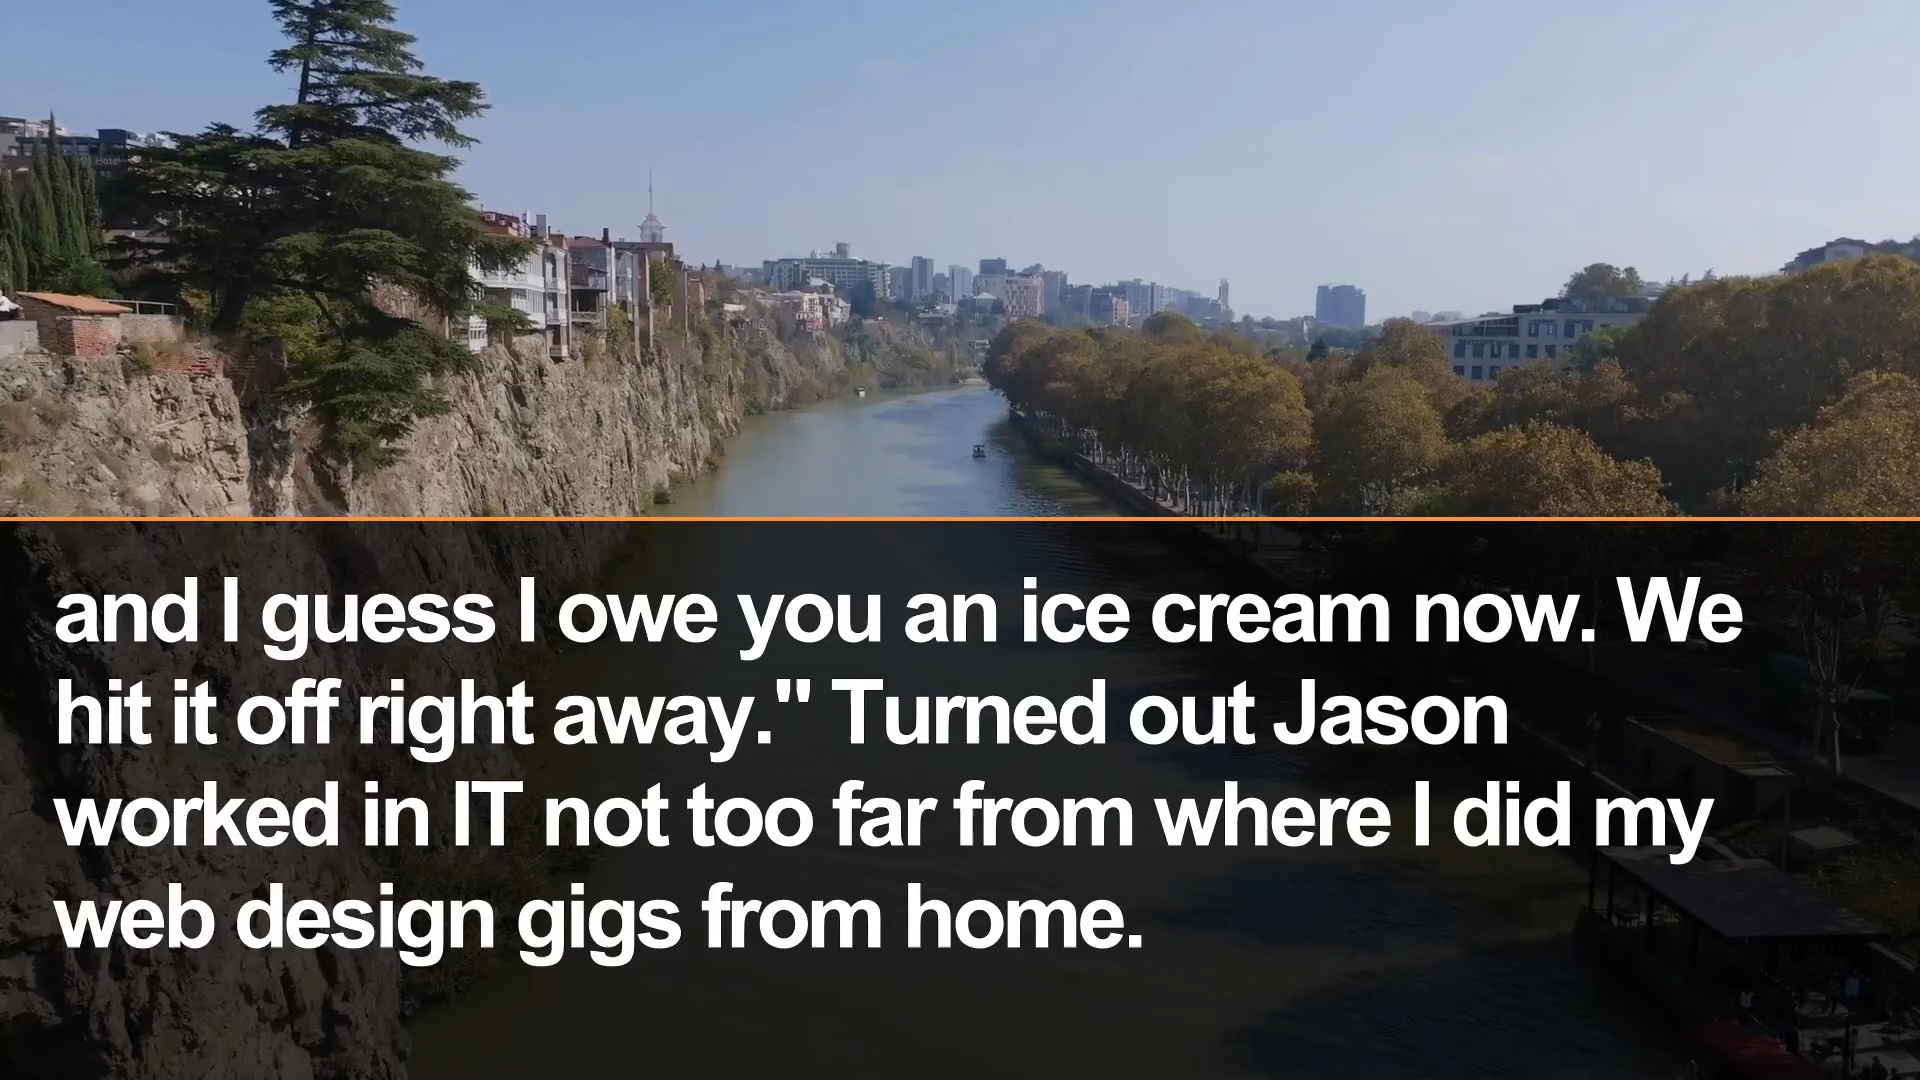 Hotel
and I guess I owe you an ice cream now. We
hit it off right away." Turned out Jason
worked in IT not too far from where I did my
web design gigs from home.